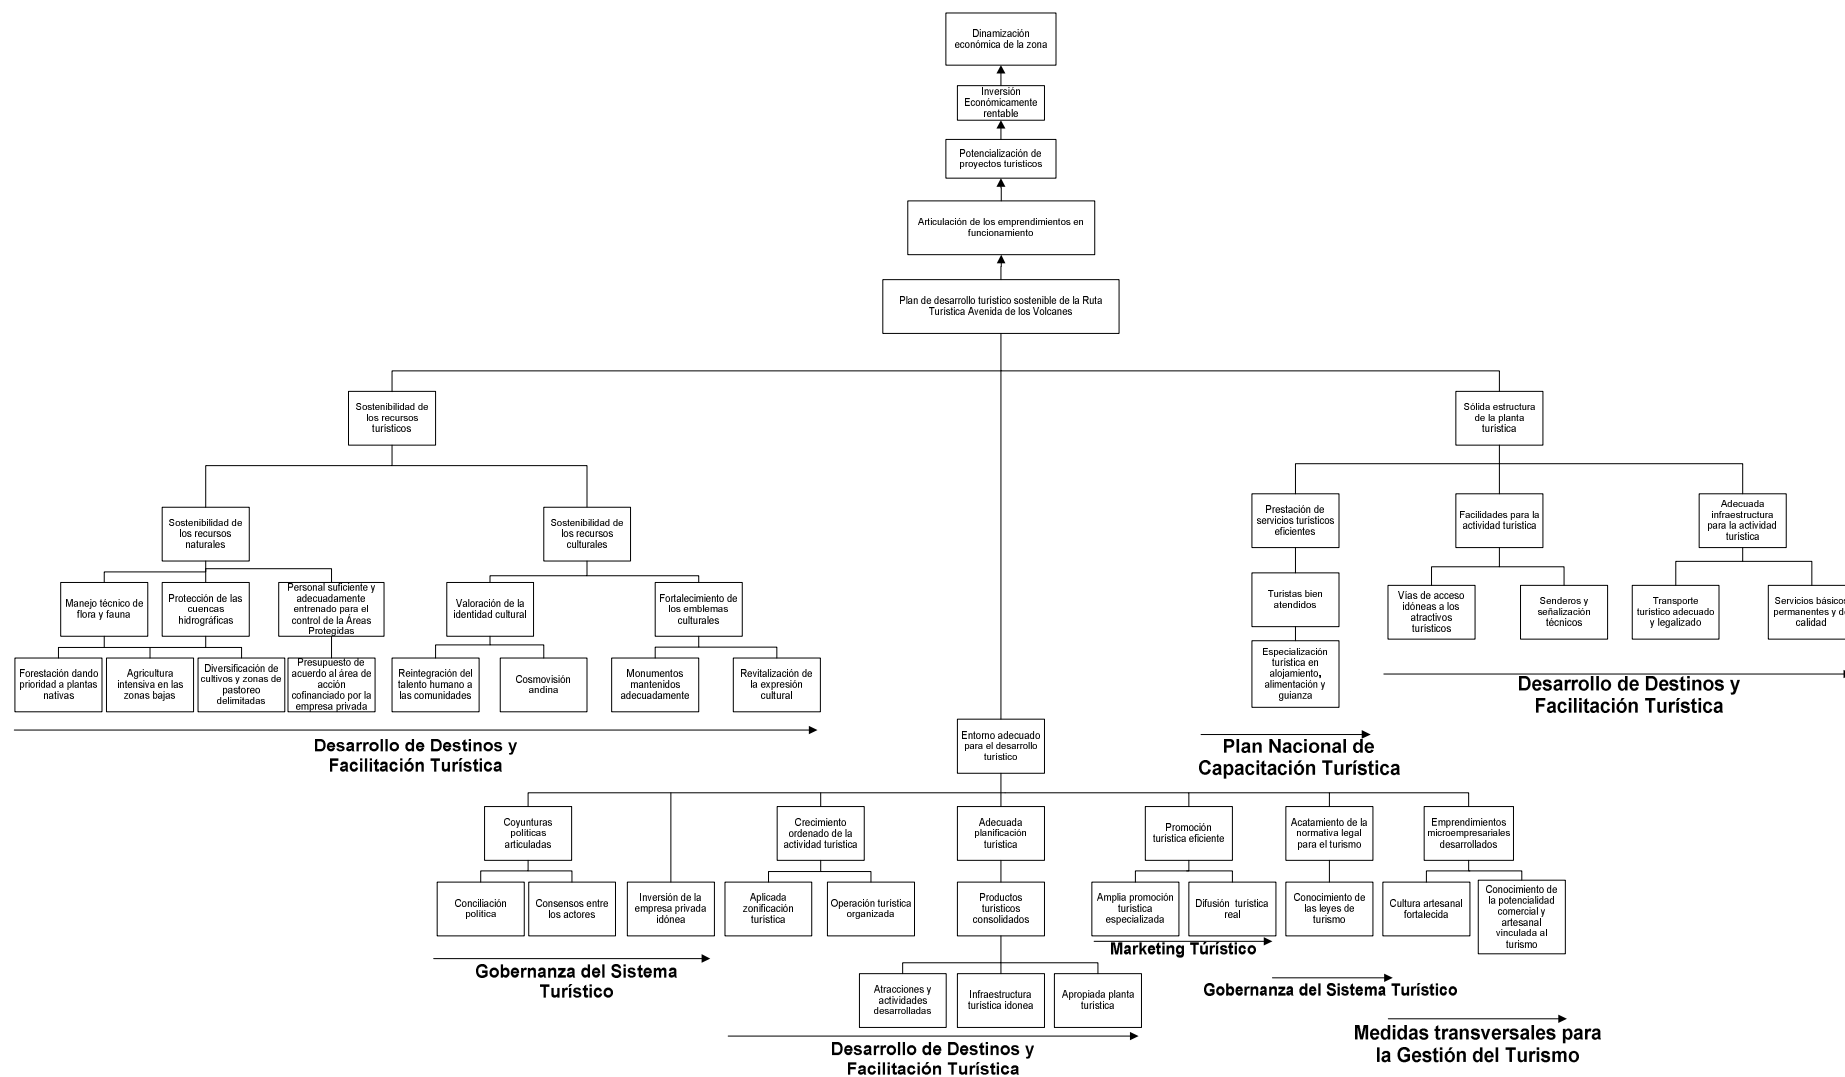 Dinamización
económica de la zona
Inversión
Económicamente
rentable
Potencialización de
proyectos turísticos
Articulación de los emprendimientos en
funcionamiento
Plan de desarrollo turistico sostenible de la Ruta
Turistica Avenida de los Volcanes
Sostenibilidad de
los recursos
turísticos
Sólida estructura
de la planta
turística
Sostenibilidad de
los recursos
naturales
Sostenibilidad de
los recursos
culturales
Prestación de
servicios turísticos
eficientes
Facilidades para la
actividad turística
Adecuada
infraestructura
para la actividad
turística
Manejo técnico de
flora y fauna
Protección de las
cuencas
hidrográficas
Personal suficiente y
adecuadamente
entrenado para el
control de la Áreas
Protegidas
Valoración de la
identidad cultural
Fortalecimiento de
los emblemas
culturales
Turistas bien
atendidos
Vias de acceso
idóneas a los
atractivos
turísticos
Senderos y
señalización
técnicos
Transporte
turistico adecuado
y legalizado
Servicios básicos
permanentes y de
calidad
Forestación dando
prioridad a plantas
nativas
Agricultura
intensiva en las
zonas bajas
Diversificación de
cultivos y zonas de
pastoreo
delimitadas
Presupuesto de
acuerdo al área de
acción
cofinanciado por la
empresa privada
Reintegración del
talento humano a
las comunidades
Cosmovisión
andina
Monumentos
mantenidos
adecuadamente
Revitalización de
la expresión
cultural
Especialización
turística en
alojamiento,
alimentación y
guianza
Desarrollo de Destinos y
Facilitación Turística
Desarrollo de Destinos y
Facilitación Turística
Plan Nacional de
Capacitación Turística
Entorno adecuado
para el desarrollo
turistico
Coyunturas
políticas
articuladas
Crecimiento
ordenado de la
actividad turística
Adecuada
planificación
turística
Promoción
turística eficiente
Acatamiento de la
normativa legal
para el turismo
Emprendimientos
microempresariales
desarrollados
Conciliación
política
Consensos entre
los actores
Inversión de la
empresa privada
idónea
Aplicada
zonificación
turística
Operación turistica
organizada
Productos
turísticos
consolidados
Amplia promoción
turistica
especializada
Difusión turistica
real
Conocimiento de
las leyes de
turismo
Cultura artesanal
fortalecida
Conocimiento de
la potencialidad
comercial y
artesanal
vinculada al
turismo
Marketing Túrístico
Gobernanza del Sistema
Turístico
Atracciones y
actividades
desarrolladas
Infraestructura
turística idonea
Apropiada planta
turistica
Gobernanza del Sistema Turístico
Desarrollo de Destinos y
Facilitación Turística
Medidas transversales para
la Gestión del Turismo